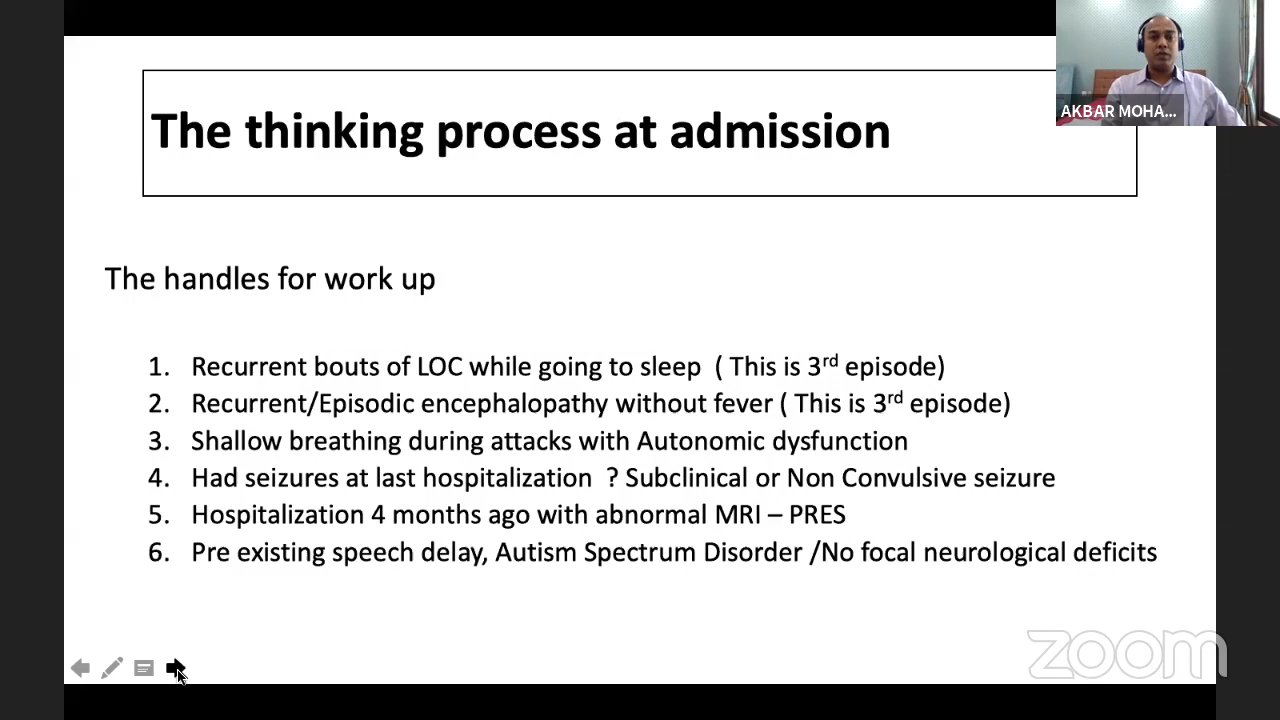 The thinking process at admission
AKBAR MOHA...
The handles for work up
1. Recurrent bouts of LOC while going to sleep ( This is 3rd episode)
2. Recurrent/Episodic encephalopathy without fever ( This is 3rd episode)
3. Shallow breathing during attacks with Autonomic dysfunction
4. Had seizures at last hospitalization ? Subclinical or Non Convulsive seizure
5. Hospitalization 4 months ago with abnormal MRI – PRES
6. Pre existing speech delay, Autism Spectrum Disorder /No focal neurological deficits
zoom